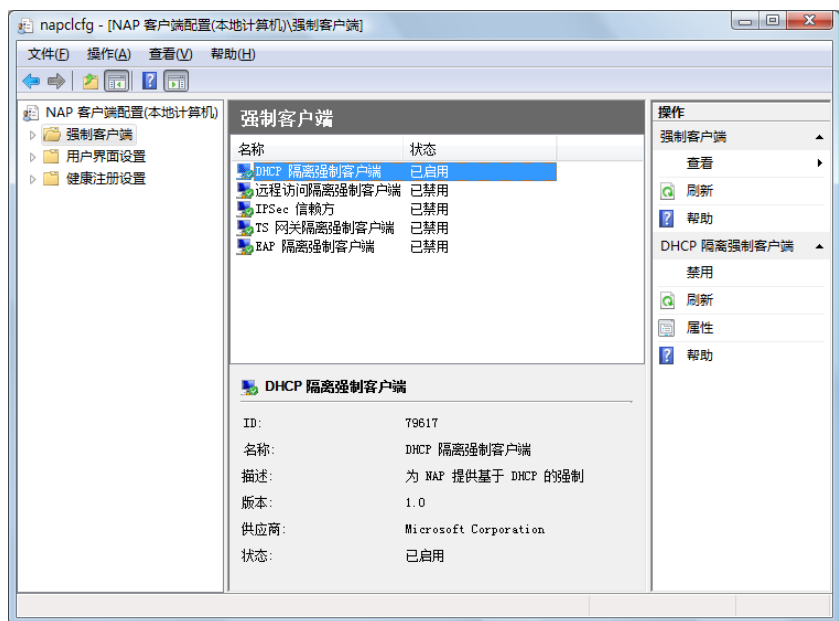 napclcfg - [NAP 客户端配置(本地计算机)\强制客户端]
文件(F) 操作(A) 查看(V) 帮助(H)
NAP 客户端配置(本地计算机)
强制客户端
用户界面设置
健康注册设置
强制客户端
名称 状态
DHCP 隔离强制客户端 已启用
远程访问隔离强制客户端 已禁用
IPSec 信赖方 已禁用
TS 网关隔离强制客户端 已禁用
EAP 隔离强制客户端 已禁用
DHCP 隔离强制客户端
ID: 79617
名称: DHCP 隔离强制客户端
描述: 为 NAP 提供基于 DHCP 的强制
版本: 1.0
供应商: Microsoft Corporation
状态: 已启用
操作
强制客户端
查看
刷新
帮助
DHCP 隔离强制客户端
禁用
刷新
属性
帮助